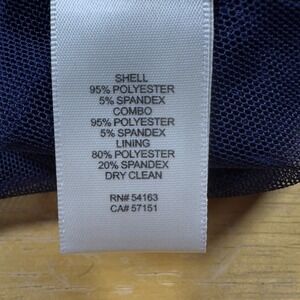 SHELL
95% POLYESTER
5% SPANDEX
COMBO
95% POLYESTER
5% SPANDEX
LINING
80% POLYESTER
20% SPANDEX
DRY CLEAN
RN# 54163
CA# 57151